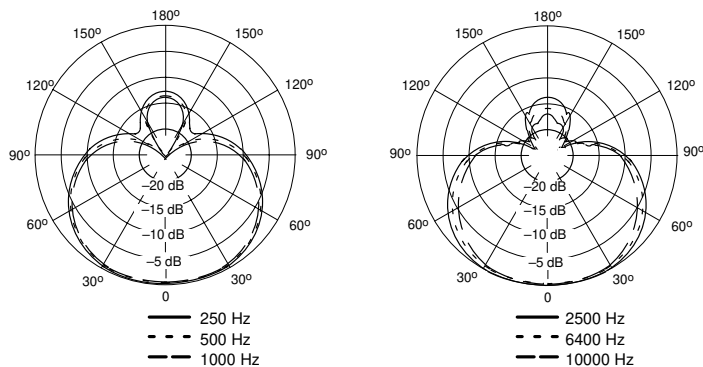 180º
150º 150º
120º 120º
90º 90º
60º 60º
30º 30º
0
–20 dB
–15 dB
–10 dB
–5 dB
250 Hz
500 Hz
1000 Hz
180º
150º 150º
120º 120º
90º 90º
60º 60º
30º 30º
0
–20 dB
–15 dB
–10 dB
–5 dB
2500 Hz
6400 Hz
10000 Hz